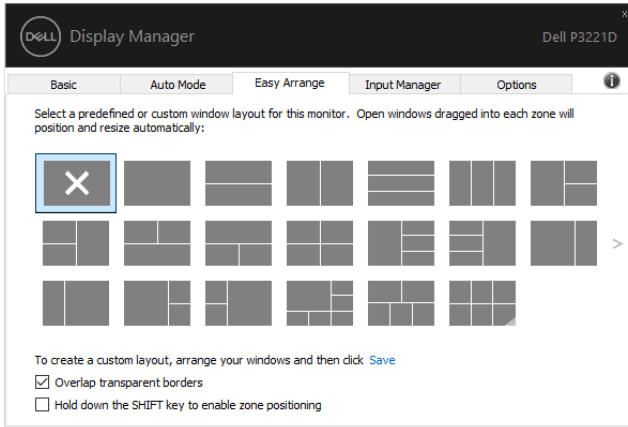 DELL Display Manager Dell P3221D
Basic Auto Mode Easy Arrange Input Manager Options
Select a predefined or custom window layout for this monitor. Open windows dragged into each zone will
position and resize automatically:
To create a custom layout, arrange your windows and then click Save
Overlap transparent borders
Hold down the SHIFT key to enable zone positioning